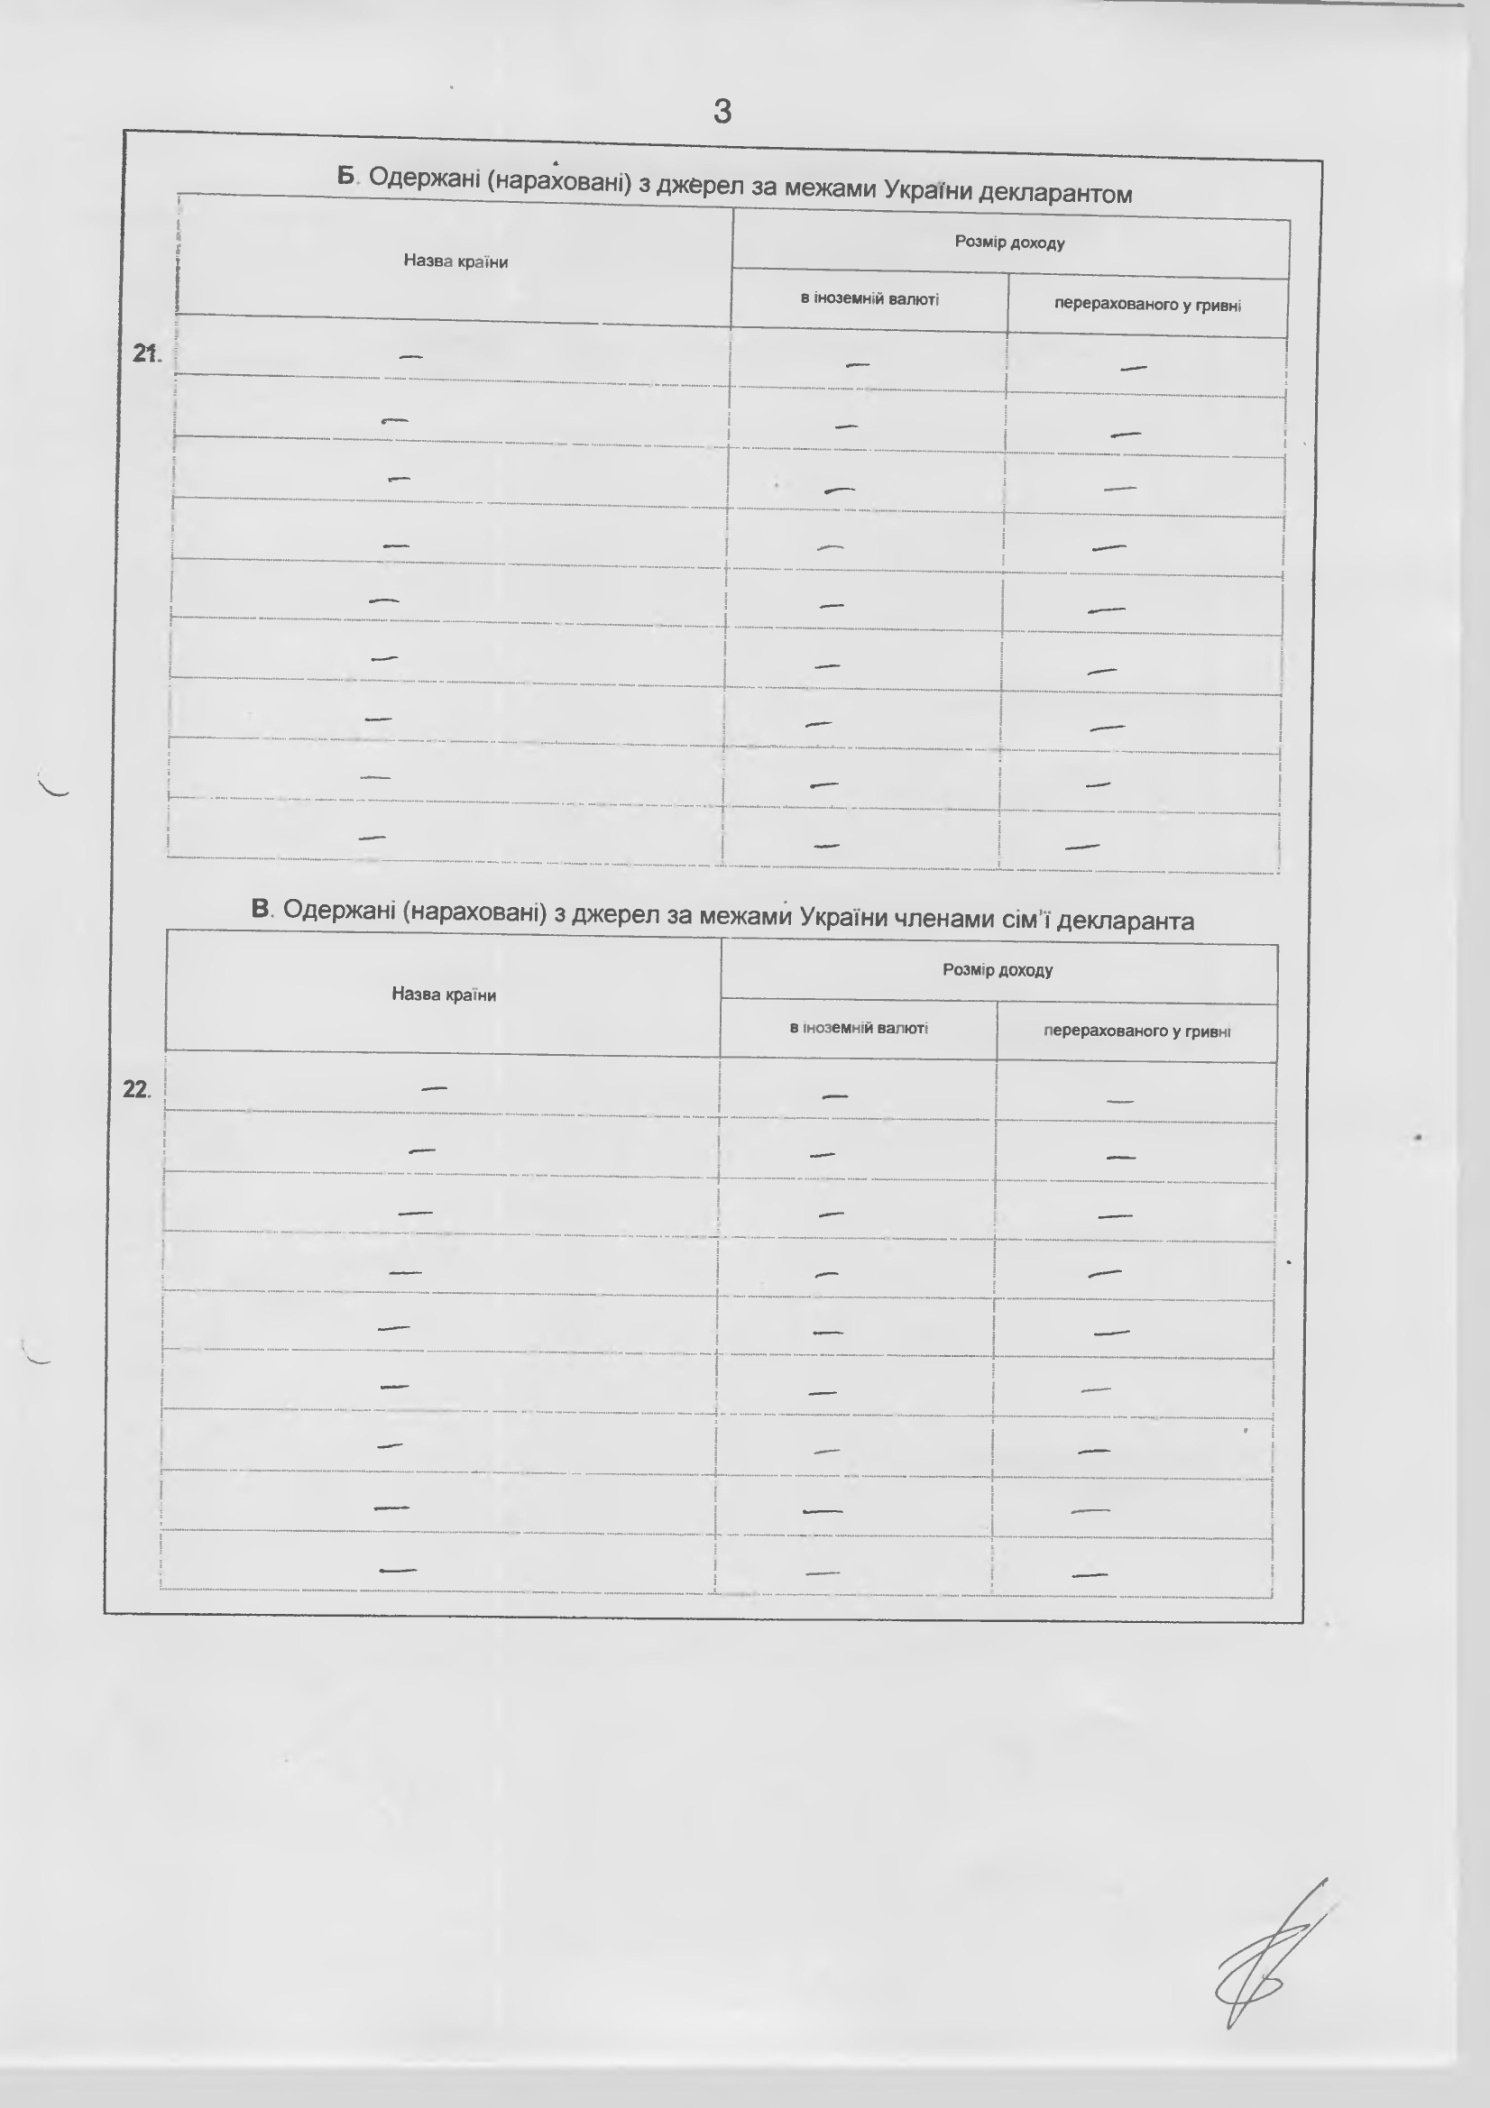 3
Б. Одержані (нараховані) з джерел за межами України декларантом
Назва країни
Розмір доходу
в іноземній валюті
перерахованого у гривні
21.
— — —
— — —
— — —
— — —
— — —
— — —
— — —
— — —
— — —
В. Одержані (нараховані) з джерел за межами України членами сім'ї декларанта
Назва країни
Розмір доходу
в іноземній валюті
перерахованого у гривні
22.
— — —
— — —
— — —
— — —
— — —
— — —
— — —
— — —
— — —